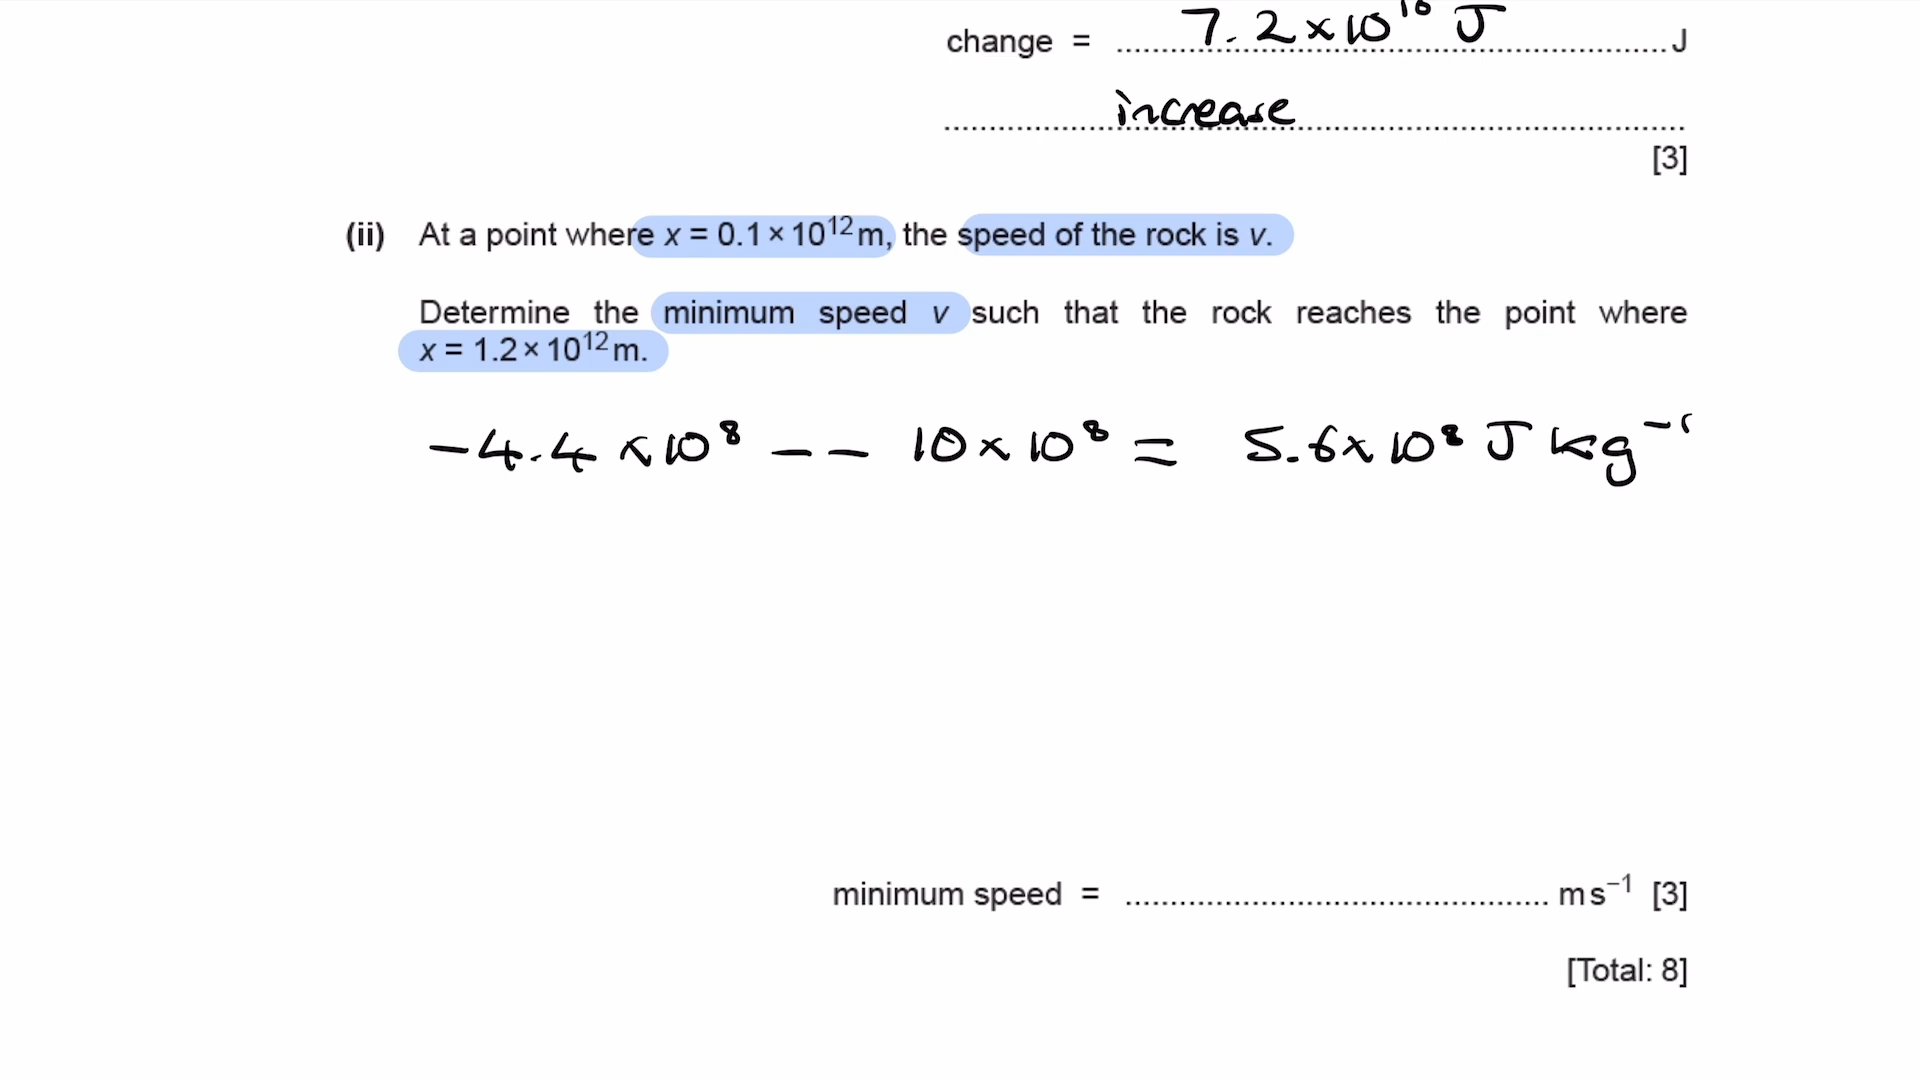 change = 7.2×10¹⁰ J J
increase
[3]
(ii) At a point where x = 0.1 × 10¹² m, the speed of the rock is v.
Determine the minimum speed v such that the rock reaches the point where
x = 1.2 × 10¹² m.
-4.4 × 10⁸ - - 10 × 10⁸ = 5.6 × 10⁸ J kg⁻¹
minimum speed = m s⁻¹ [3]
[Total: 8]